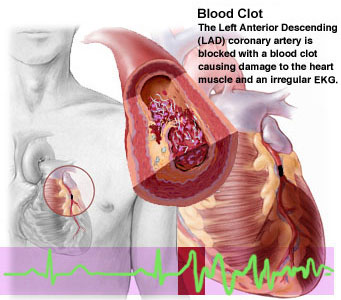 Blood Clot
The Left Anterior Descending
(LAD) coronary artery is
blocked with a blood clot
causing damage to the heart
muscle and an irregular EKG.